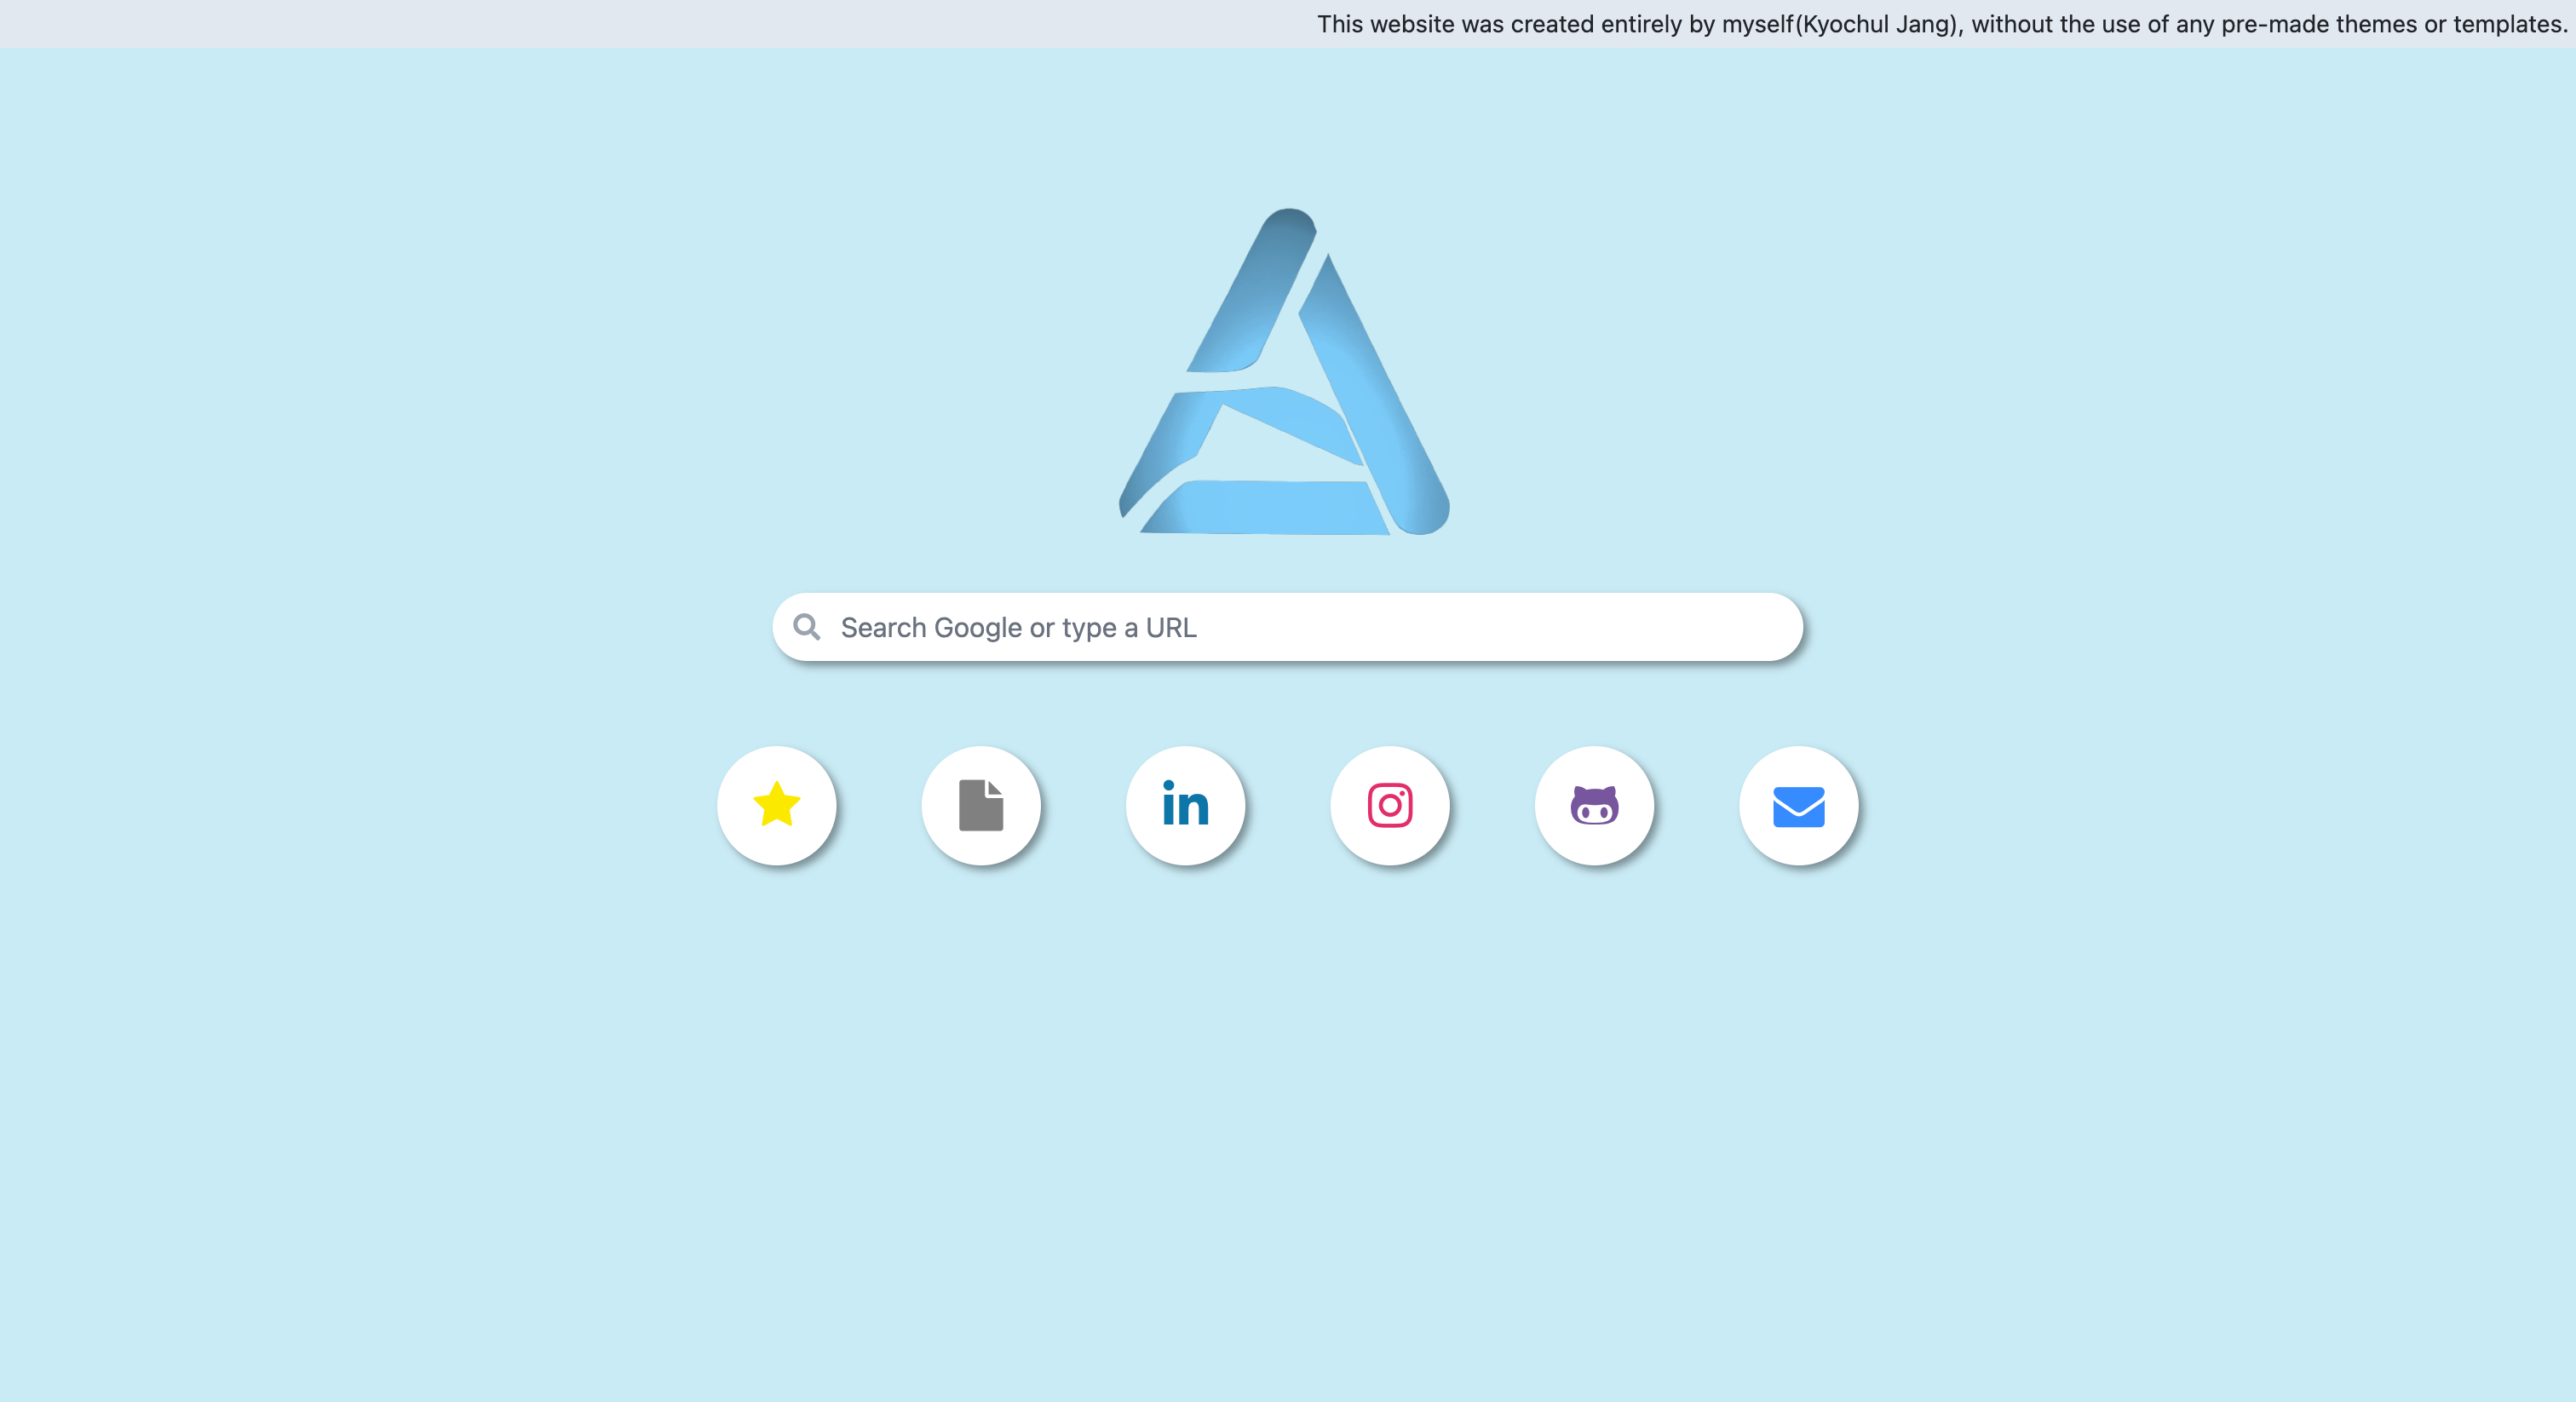 This website was created entirely by myself(Kyochul Jang), without the use of any pre-made themes or templates.
Search Google or type a URL
in